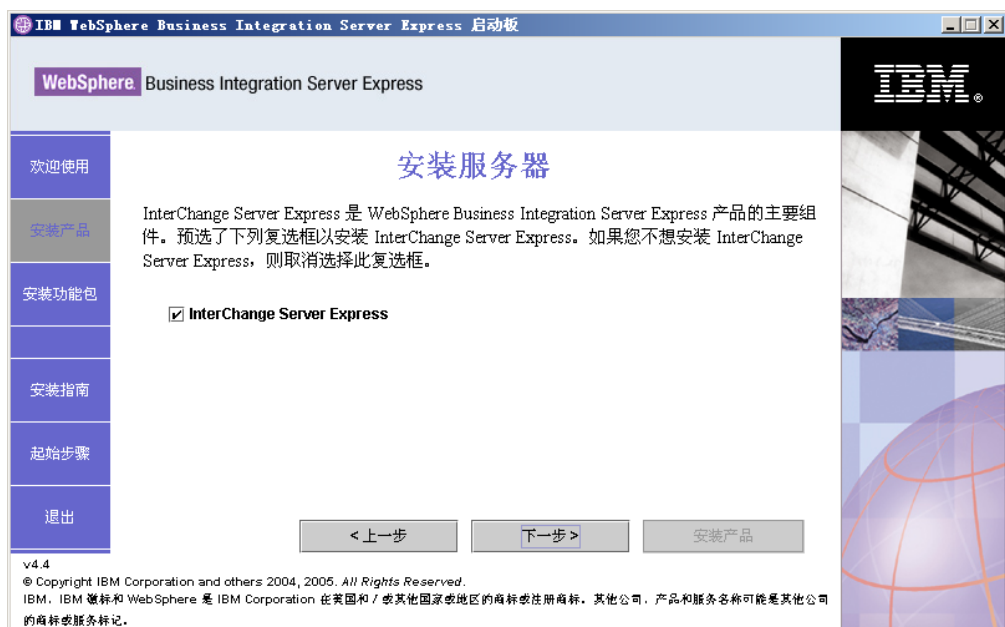 IBM WebSphere Business Integration Server Express 启动板
WebSphere. Business Integration Server Express
IBM®
欢迎使用
安装产品
安装功能包
安装指南
起始步骤
退出
安装服务器
InterChange Server Express 是 WebSphere Business Integration Server Express 产品的主要组
件。预选了下列复选框以安装 InterChange Server Express。如果您不想安装 InterChange
Server Express，则取消选择此复选框。
InterChange Server Express
<上一步 下一步> 安装产品
v4.4
© Copyright IBM Corporation and others 2004, 2005. All Rights Reserved.
IBM、IBM 徽标和 WebSphere 是 IBM Corporation 在美国和 / 或其他国家或地区的商标或注册商标。其他公司、产品和服务名称可能是其他公司
的商标或服务标记。